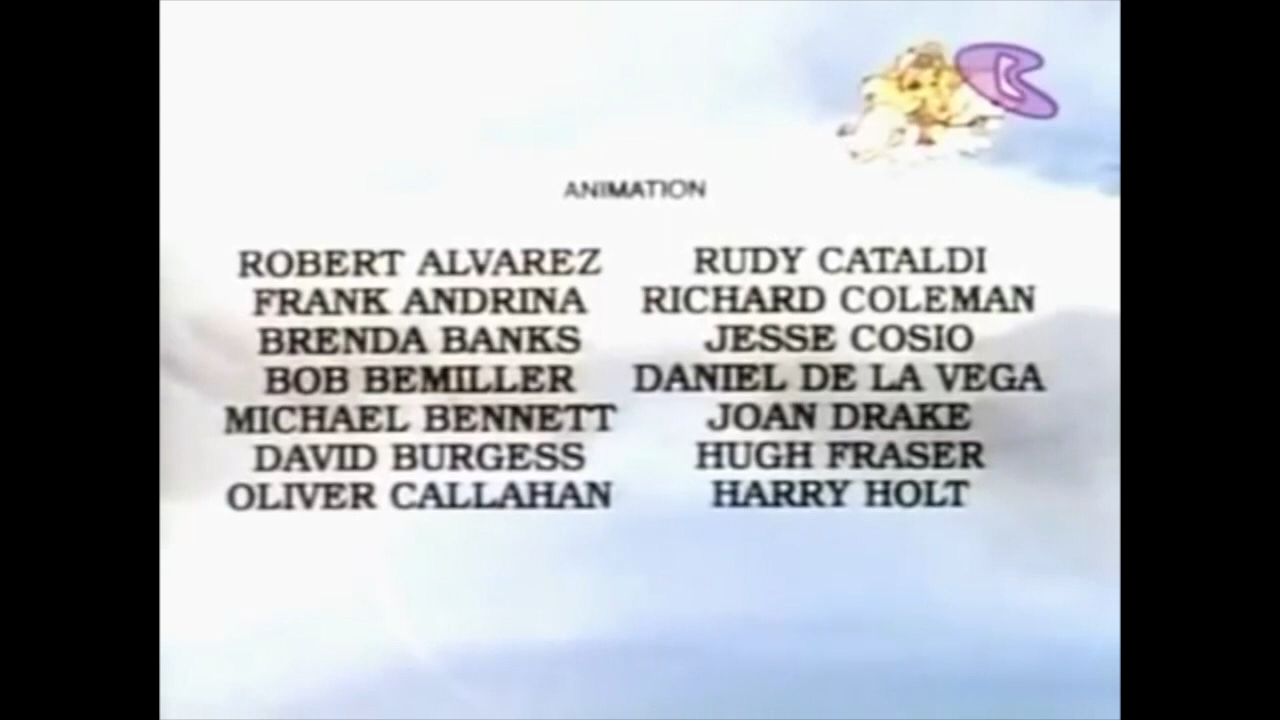 ANIMATION
ROBERT ALVAREZ
FRANK ANDRINA
BRENDA BANKS
BOB BEMILLER
MICHAEL BENNETT
DAVID BURGESS
OLIVER CALLAHAN
RUDY CATALDI
RICHARD COLEMAN
JESSE COSIO
DANIEL DE LA VEGA
JOAN DRAKE
HUGH FRASER
HARRY HOLT